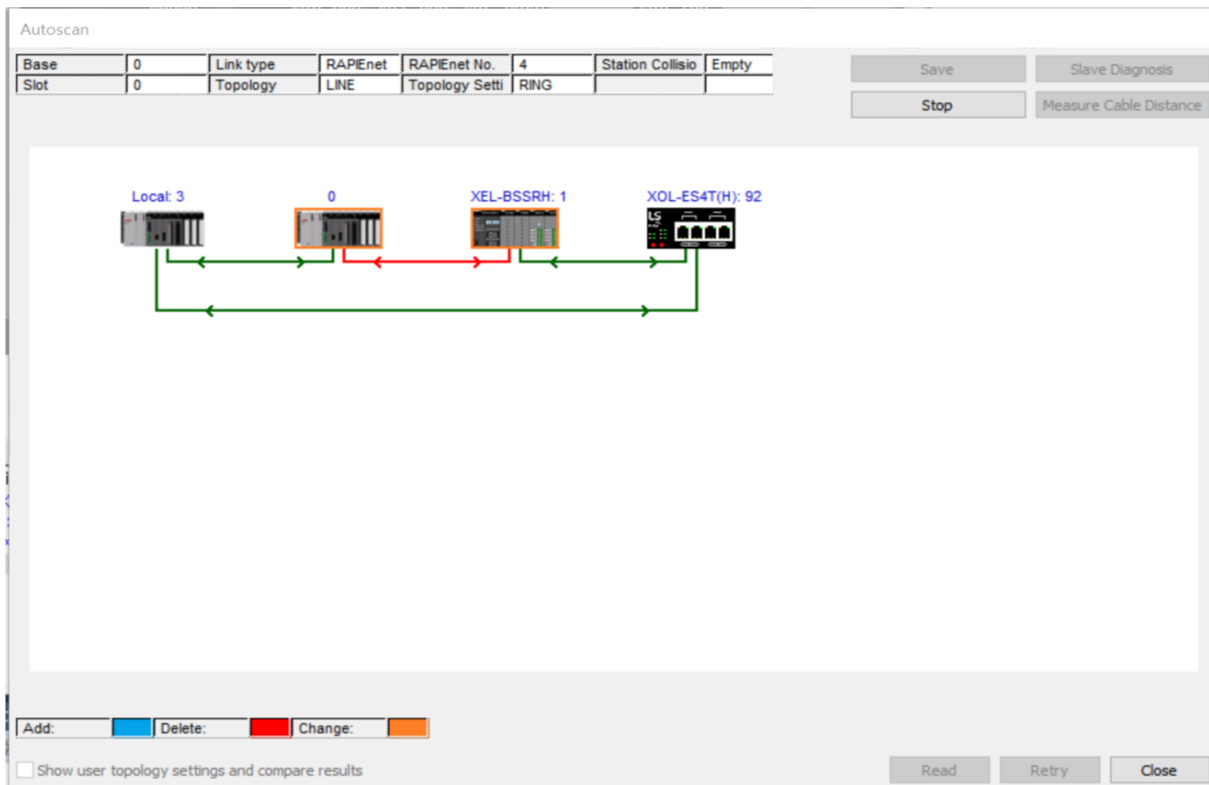 Autoscan
Base 0 Link type RAPIEnet RAPIEnet No. 4 Station Collisio Empty
Slot 0 Topology LINE Topology Setti RING
Save Slave Diagnosis
Stop Measure Cable Distance
Local: 3 0 XEL-BSSRH: 1 XOL-ES4T(H): 92
LS
Add: Delete: Change:
Show user topology settings and compare results
Read Retry Close